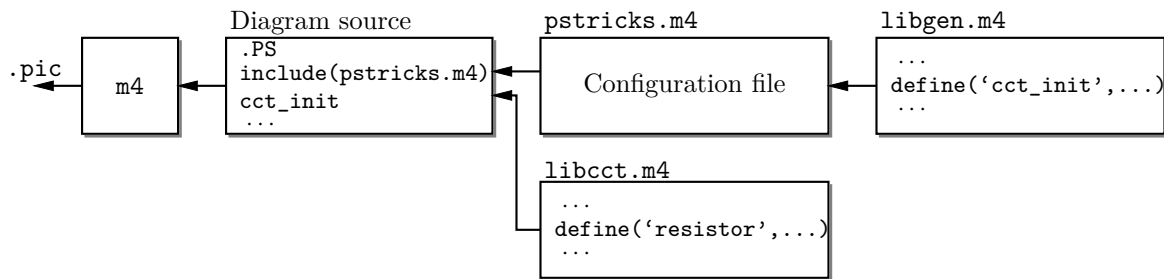 .pic
m4
Diagram source
.PS
include(pstricks.m4)
cct_init
...
pstricks.m4
Configuration file
libgen.m4
...
define(‘cct_init’,...)
...
libcct.m4
...
define(‘resistor’,...)
...